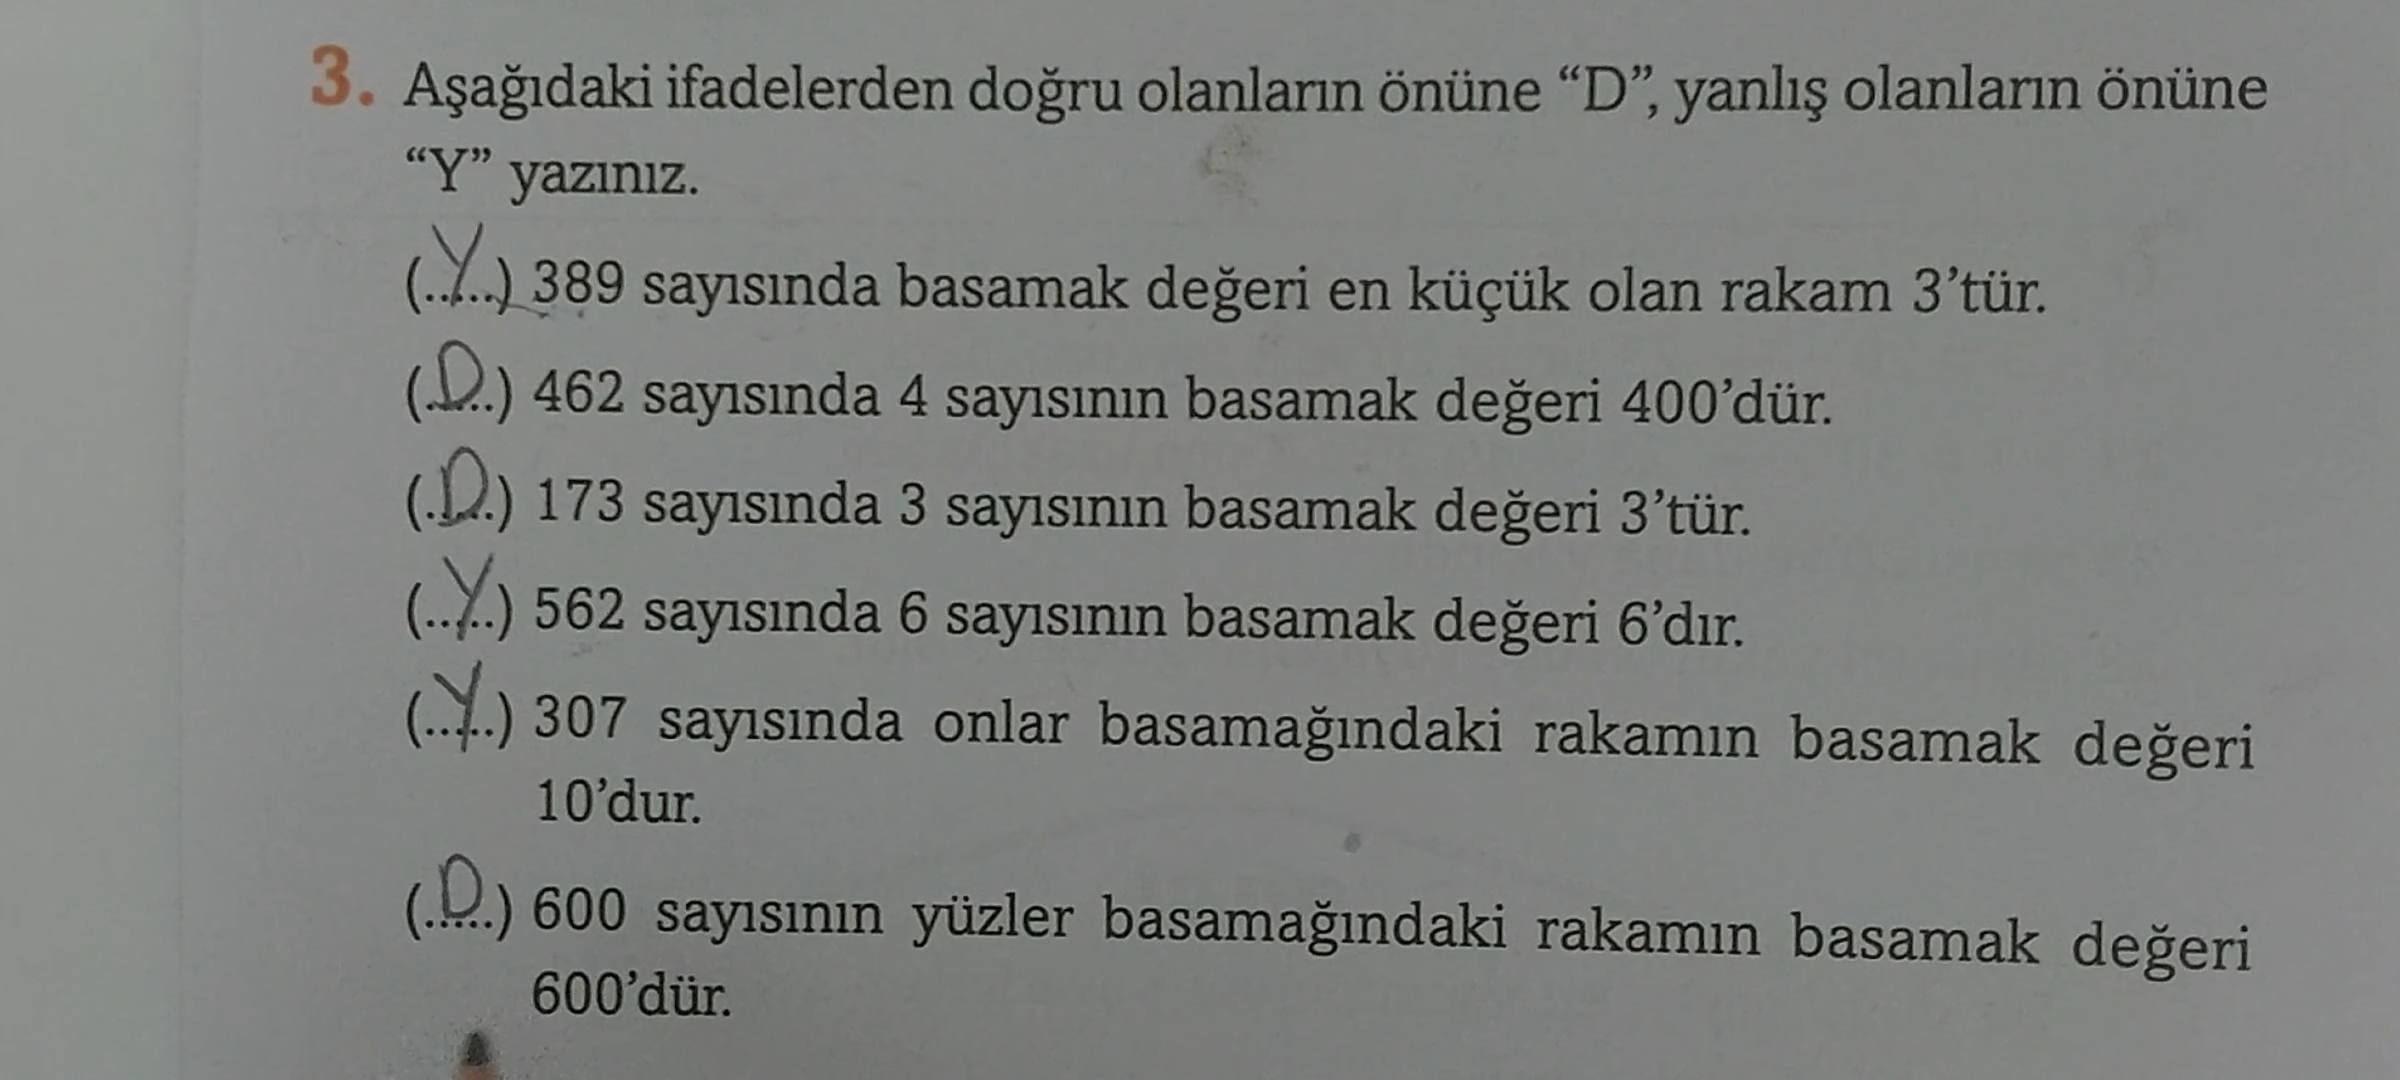 3. Aşağıdaki ifadelerden doğru olanların önüne “D”, yanlış olanların önüne
“Y” yazınız.
(..Y..) 389 sayısında basamak değeri en küçük olan rakam 3’tür.
(..D..) 462 sayısında 4 sayısının basamak değeri 400’dür.
(..D..) 173 sayısında 3 sayısının basamak değeri 3’tür.
(..Y..) 562 sayısında 6 sayısının basamak değeri 6’dır.
(..Y..) 307 sayısında onlar basamağındaki rakamın basamak değeri
10’dur.
(..D..) 600 sayısının yüzler basamağındaki rakamın basamak değeri
600’dür.